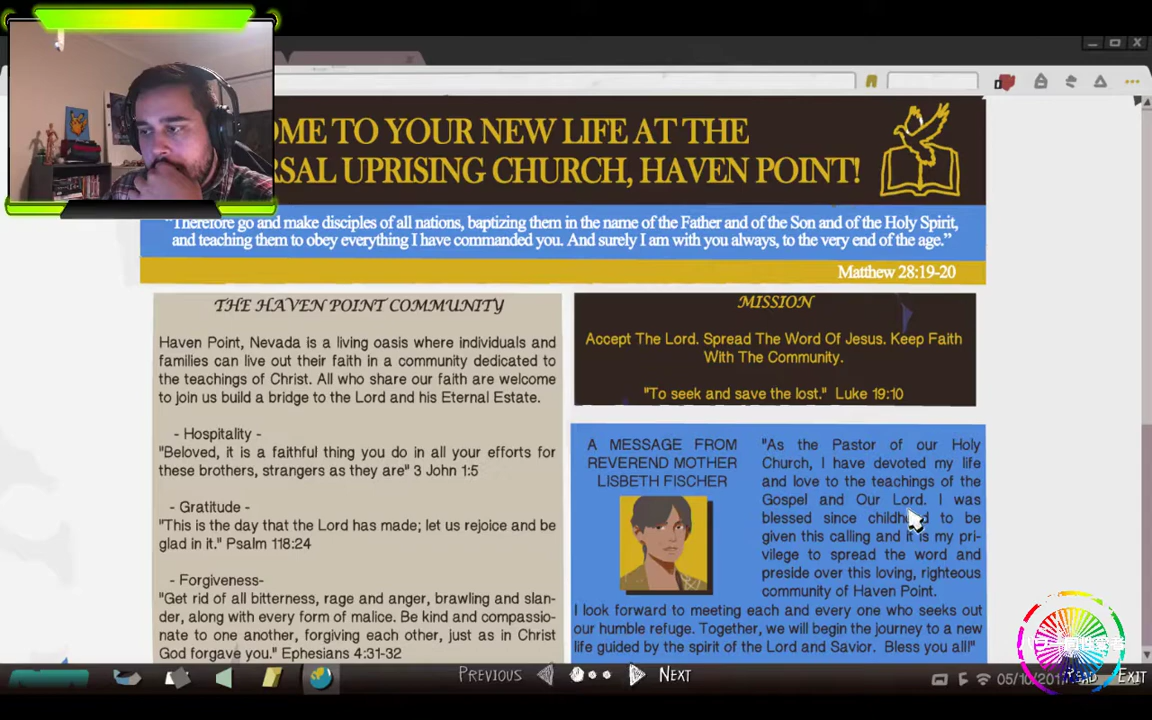 OME TO YOUR NEW LIFE AT THE
RSAL UPRISING CHURCH, HAVEN POINT!
"Therefore go and make disciples of all nations, baptizing them in the name of the Father and of the Son and of the Holy Spirit,
and teaching them to obey everything I have commanded you. And surely I am with you always, to the very end of the age."
Matthew 28:19-20
THE HAVEN POINT COMMUNITY
Haven Point, Nevada is a living oasis where individuals and
families can live out their faith in a community dedicated to
the teachings of Christ. All who share our faith are welcome
to join us build a bridge to the Lord and his Eternal Estate.
- Hospitality -
"Beloved, it is a faithful thing you do in all your efforts for
these brothers, strangers as they are" 3 John 1:5
- Gratitude -
"This is the day that the Lord has made; let us rejoice and be
glad in it." Psalm 118:24
- Forgiveness-
"Get rid of all bitterness, rage and anger, brawling and slan-
der, along with every form of malice. Be kind and compassio-
nate to one another, forgiving each other, just as in Christ
God forgave you." Ephesians 4:31-32
MISSION
Accept The Lord. Spread The Word Of Jesus. Keep Faith
With The Community.
"To seek and save the lost." Luke 19:10
A MESSAGE FROM
REVEREND MOTHER
LISBETH FISCHER
"As the Pastor of our Holy
Church, I have devoted my life
and love to the teachings of the
Gospel and Our Lord. I was
blessed since childhood to be
given this calling and it is my pri-
vilege to spread the word and
preside over this loving, righteous
community of Haven Point.
I look forward to meeting each and every one who seeks out
our humble refuge. Together, we will begin the journey to a new
life guided by the spirit of the Lord and Savior. Bless you all!"
PREVIOUS
NEXT
READ
EXIT